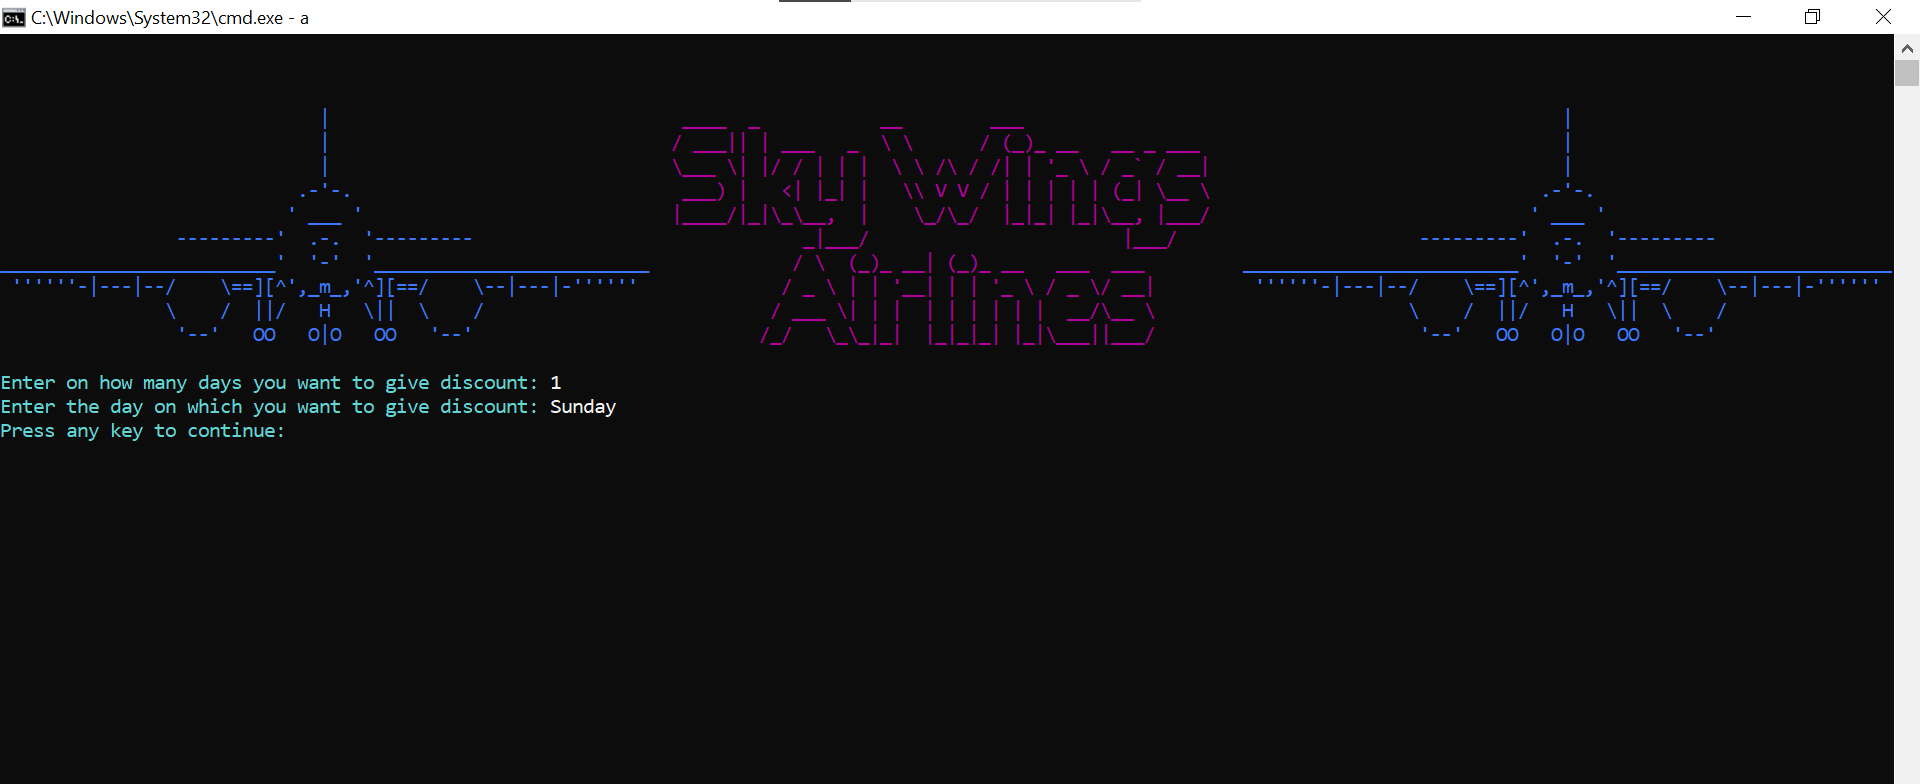 C:\Windows\System32\cmd.exe - a
Sky Wings
Airlines
Enter on how many days you want to give discount: 1
Enter the day on which you want to give discount: Sunday
Press any key to continue: